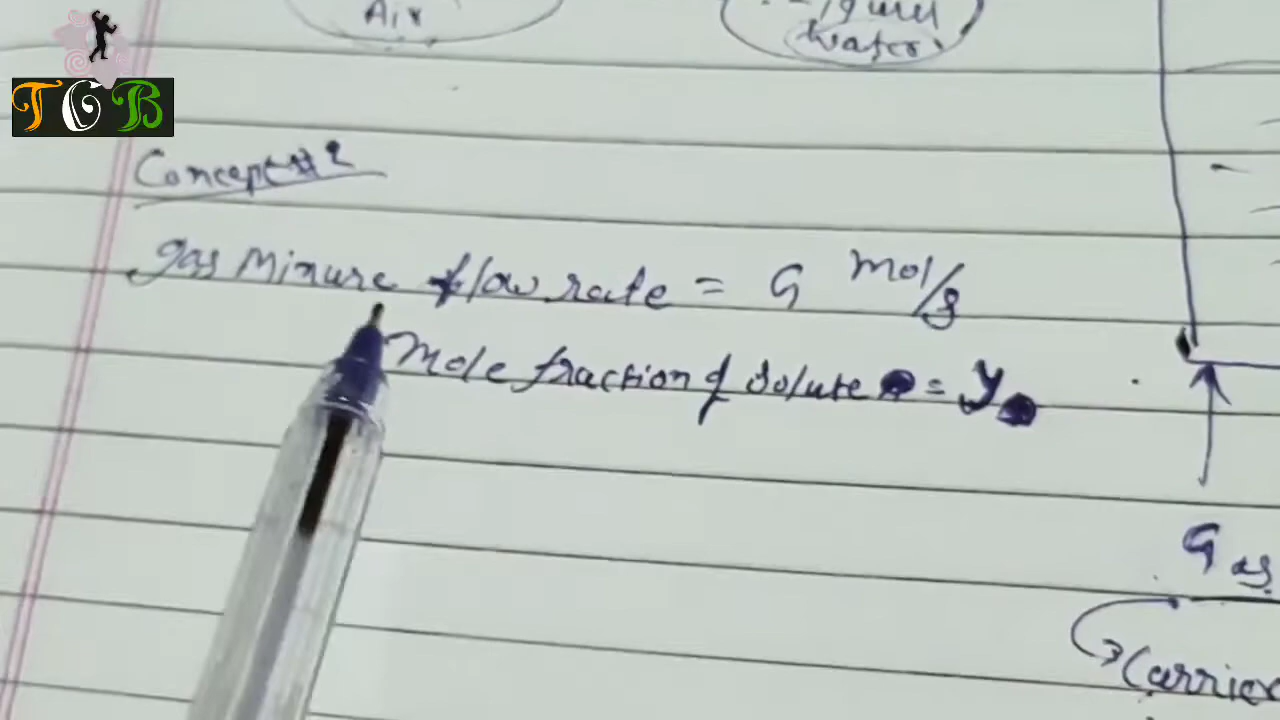 Air
Water
TGB
Concept # 2
gas Mixure flow rate = G mol/s
Mole fraction of solute = y
Gas
Carrier